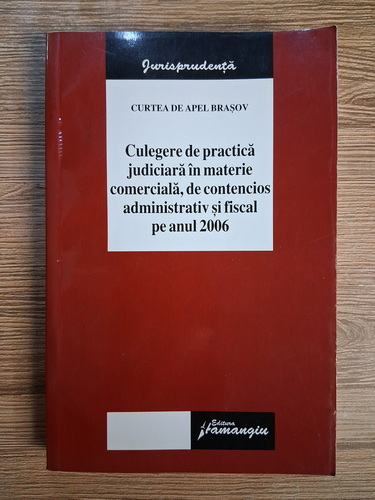 Jurisprudență
CURTEA DE APEL BRAȘOV
Culegere de practică
judiciară în materie
comercială, de contencios
administrativ și fiscal
pe anul 2006
Editura
Hamangiu